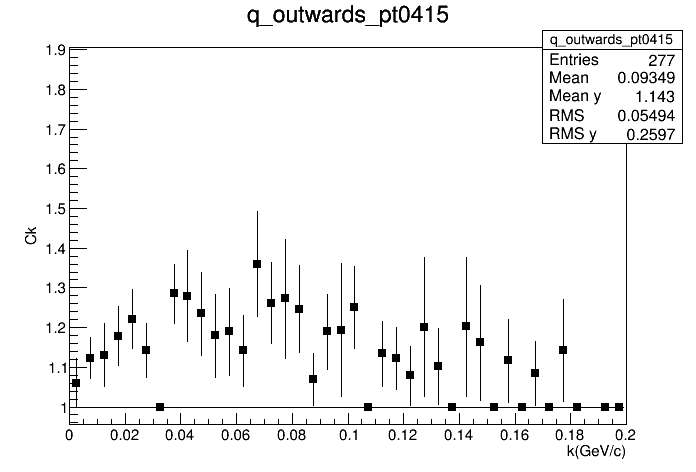 q_outwards_pt0415
q_outwards_pt0415
Entries 277
Mean 0.09349
Mean y 1.143
RMS 0.05494
RMS y 0.2597
1.9
1.8
1.7
1.6
1.5
1.4
1.3
1.2
1.1
1
Ck
0 0.02 0.04 0.06 0.08 0.1 0.12 0.14 0.16 0.18 0.2
k(GeV/c)